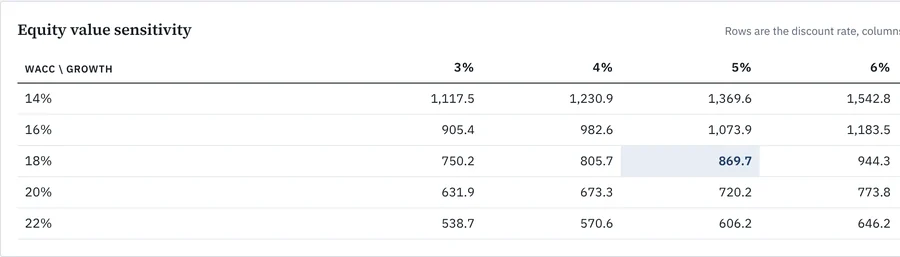 Equity value sensitivity
Rows are the discount rate, columns
WACC \ GROWTH 3% 4% 5% 6%
14% 1,117.5 1,230.9 1,369.6 1,542.8
16% 905.4 982.6 1,073.9 1,183.5
18% 750.2 805.7 869.7 944.3
20% 631.9 673.3 720.2 773.8
22% 538.7 570.6 606.2 646.2